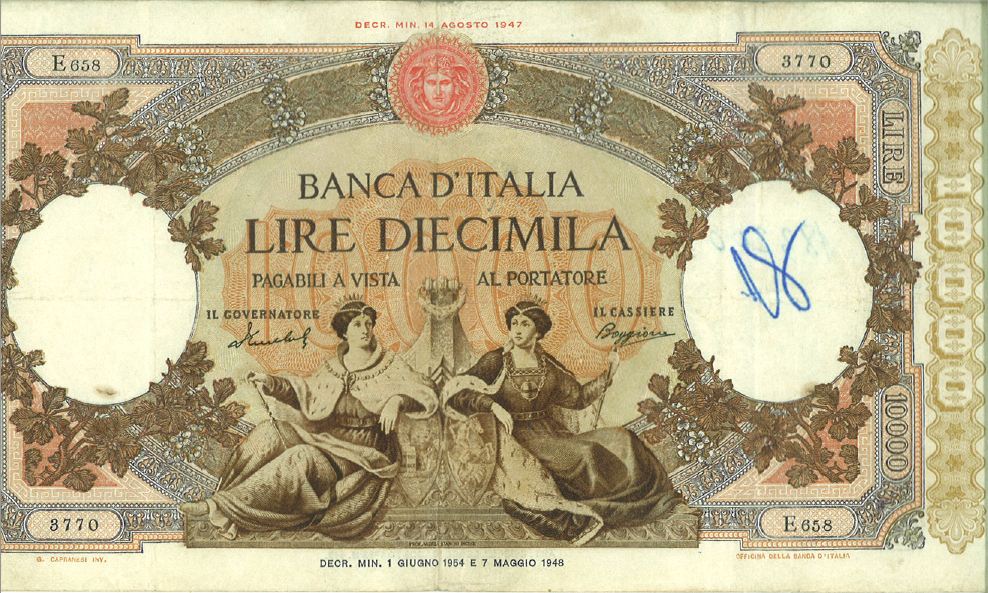 DECR. MIN. 14 AGOSTO 1947
E 658
3770
LIRE
BANCA D'ITALIA
LIRE DIECIMILA
PAGABILI A VISTA AL PORTATORE
IL GOVERNATORE
IL CASSIERE
18
10000
3770
E 658
G. CAPRANESI INV.
OFFICINA DELLA BANCA D'ITALIA
DECR. MIN. 1 GIUGNO 1954 E 7 MAGGIO 1948